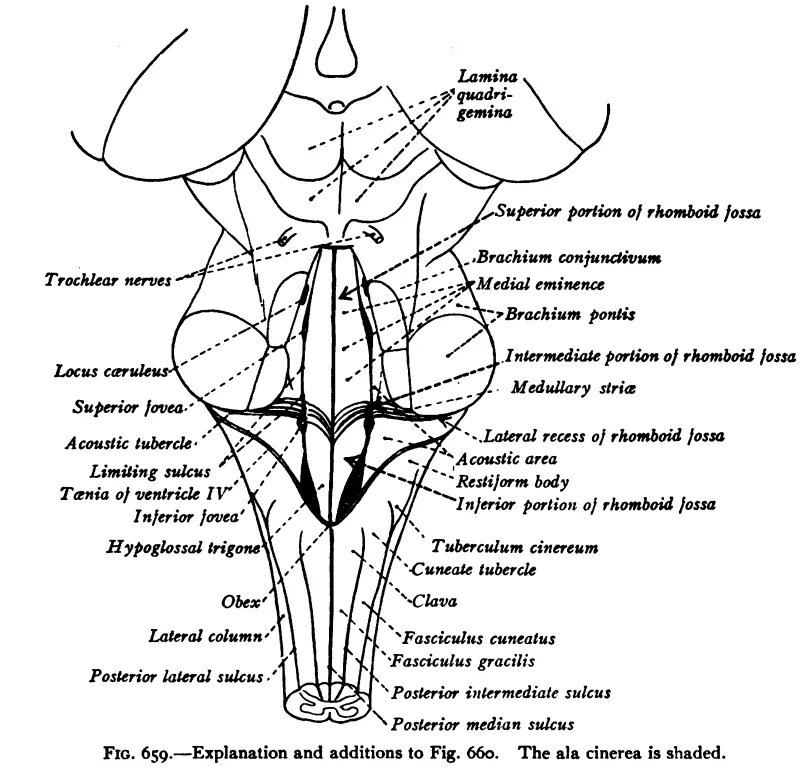 Lamina
quadri-
gemina
Superior portion of rhomboid fossa
Brachium conjunctivum
Trochlear nerves
Medial eminence
Brachium pontis
Intermediate portion of rhomboid fossa
Locus cæruleus
Medullary striæ
Superior fovea
Lateral recess of rhomboid fossa
Acoustic tubercle
Acoustic area
Limiting sulcus
Restiform body
Tænia of ventricle IV
Inferior portion of rhomboid fossa
Inferior fovea
Hypoglossal trigone
Tuberculum cinereum
Cuneate tubercle
Obex
Clava
Lateral column
Fasciculus cuneatus
Fasciculus gracilis
Posterior lateral sulcus
Posterior intermediate sulcus
Posterior median sulcus
FIG. 659.—Explanation and additions to Fig. 660. The ala cinerea is shaded.